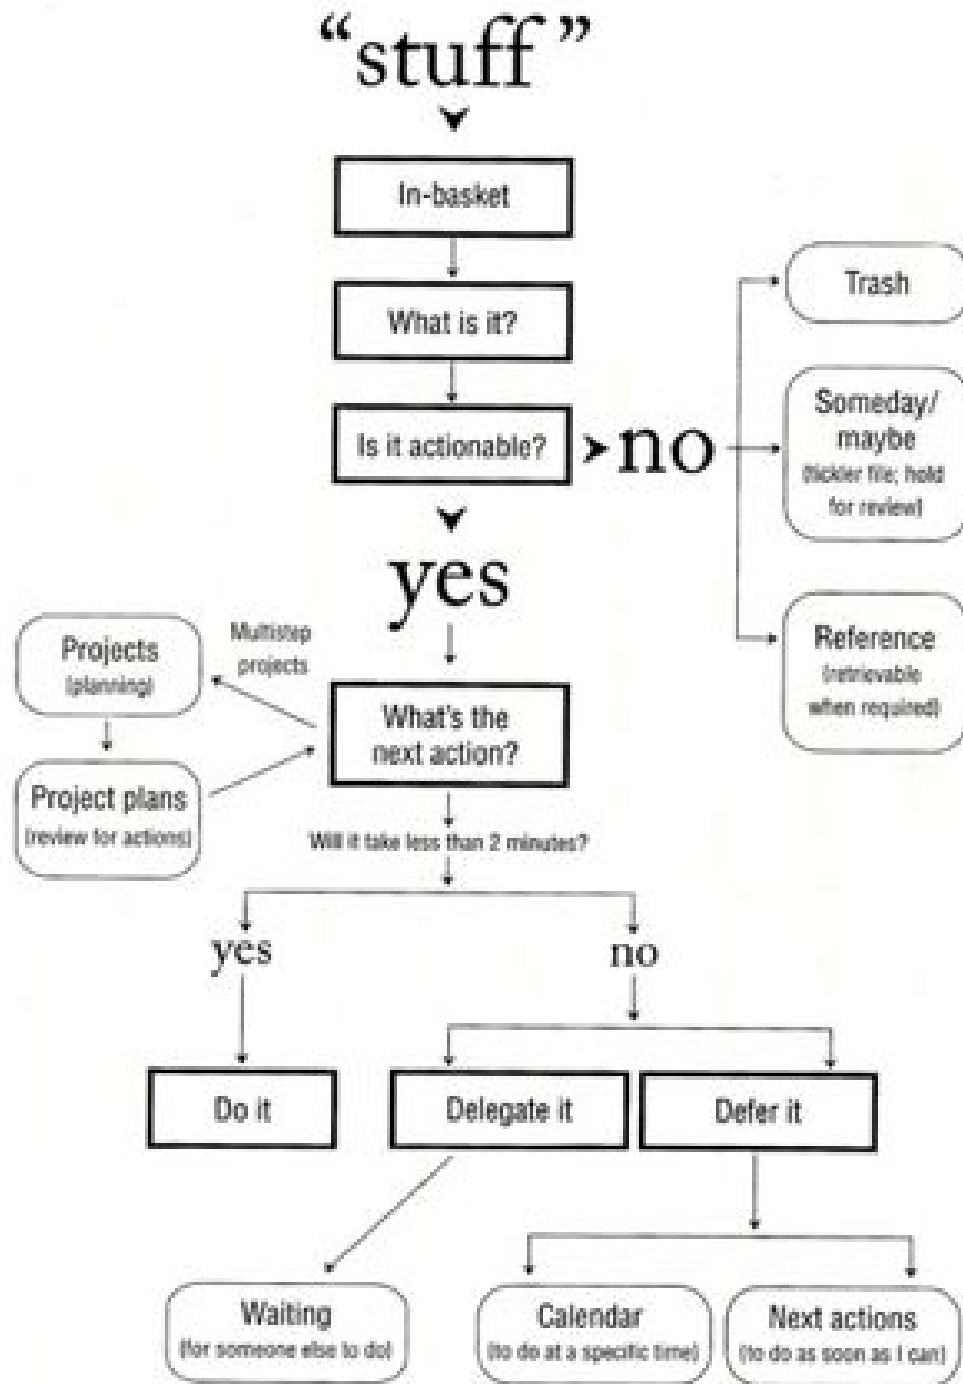 “stuff”
In-basket
What is it?
Is it actionable?
no
Trash
Someday/
maybe
(tickler file; hold
for review)
Reference
(retrievable
when required)
yes
Multistep
projects
Projects
(planning)
Project plans
(review for actions)
What's the
next action?
Will it take less than 2 minutes?
yes
no
Do it
Delegate it
Defer it
Waiting
(for someone else to do)
Calendar
(to do at a specific time)
Next actions
(to do as soon as I can)